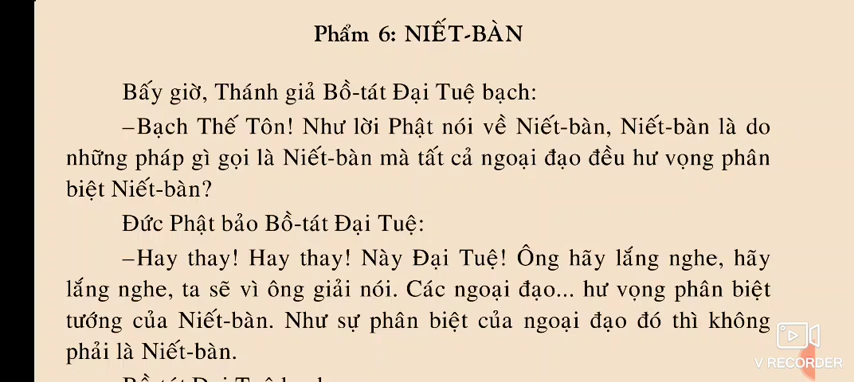 Phẩm 6: NIẾT-BÀN
Bấy giờ, Thánh giả Bồ-tát Đại Tuệ bạch:
–Bạch Thế Tôn! Như lời Phật nói về Niết-bàn, Niết-bàn là do
những pháp gì gọi là Niết-bàn mà tất cả ngoại đạo đều hư vọng phân
biệt Niết-bàn?
Đức Phật bảo Bồ-tát Đại Tuệ:
–Hay thay! Hay thay! Này Đại Tuệ! Ông hãy lắng nghe, hãy
lắng nghe, ta sẽ vì ông giải nói. Các ngoại đạo... hư vọng phân biệt
tướng của Niết-bàn. Như sự phân biệt của ngoại đạo đó thì không
phải là Niết-bàn.
V RECORDER